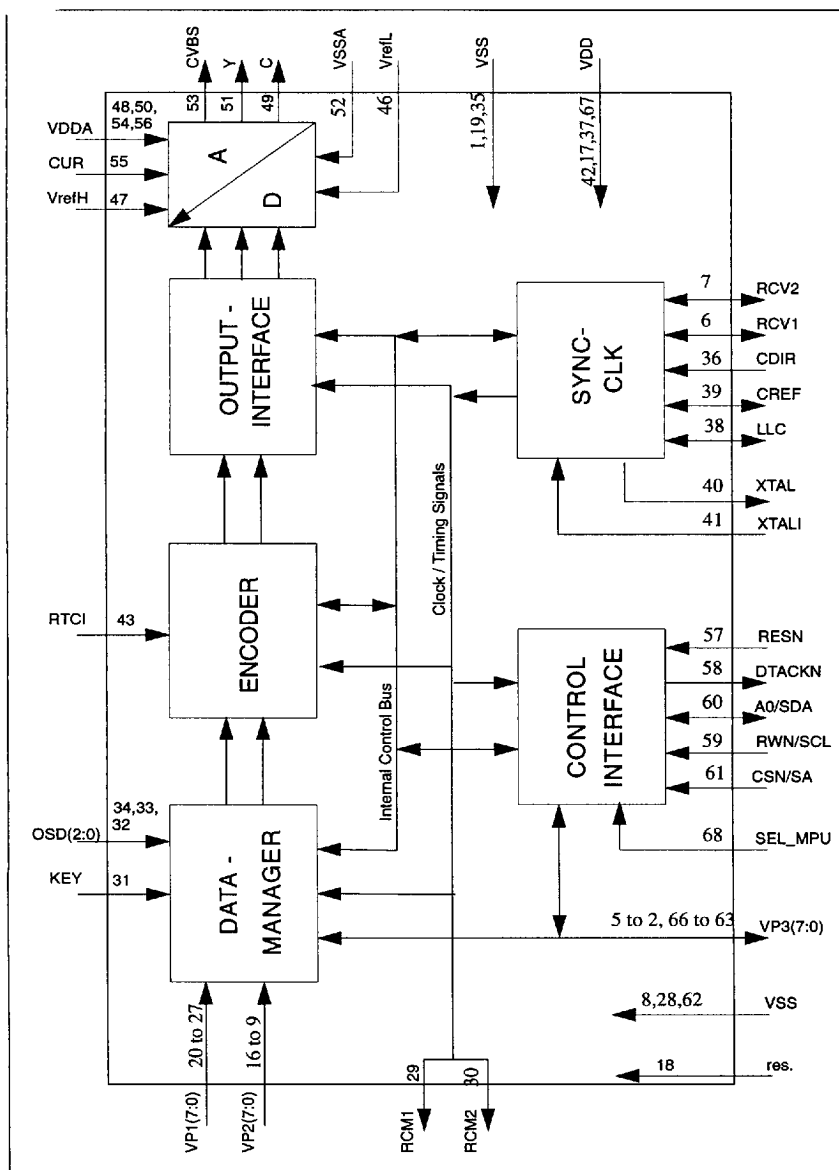 CVBS
Y
C
VSSA
VrefL
VSS
VDD
53
51
49
52
46
1,19,35
42,17,37,67
48,50,
54,56
VDDA
CUR
55
VrefH
47
A
D
OUTPUT -
INTERFACE
SYNC-
CLK
7
RCV2
6
RCV1
36
CDIR
39
CREF
38
LLC
40
XTAL
41
XTALI
Clock / Timing Signals
Internal Control Bus
RTCI
43
ENCODER
CONTROL
INTERFACE
57
RESN
58
DTACKN
60
A0/SDA
59
RWN/SCL
61
CSN/SA
68
SEL_MPU
34,33,
32
OSD(2:0)
KEY
31
DATA -
MANAGER
5 to 2, 66 to 63
VP3(7:0)
8,28,62
VSS
18
res.
20 to 27
16 to 9
VP1(7:0)
VP2(7:0)
29
30
RCM1
RCM2